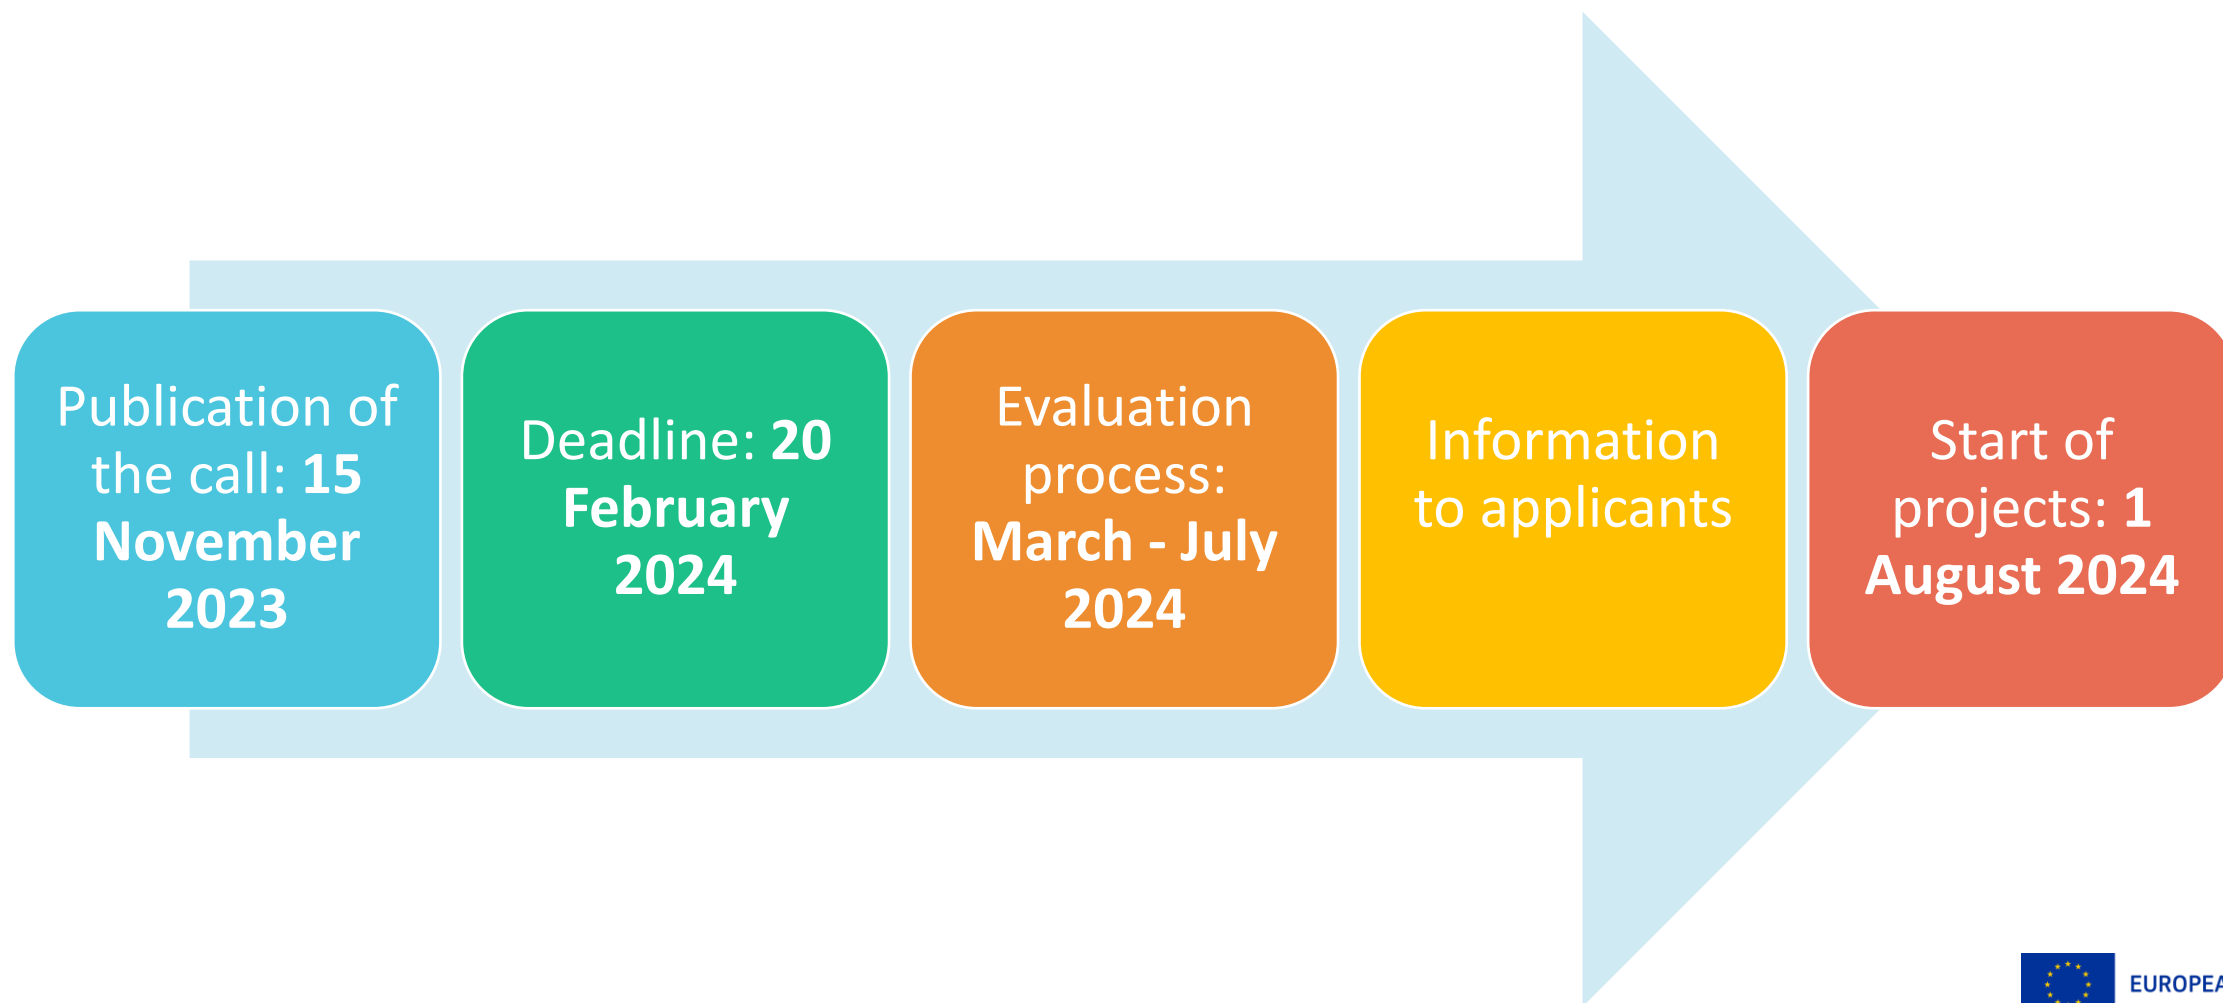 Publication of
the call: 15
November
2023
Deadline: 20
February
2024
Evaluation
process:
March - July
2024
Information
to applicants
Start of
projects: 1
August 2024